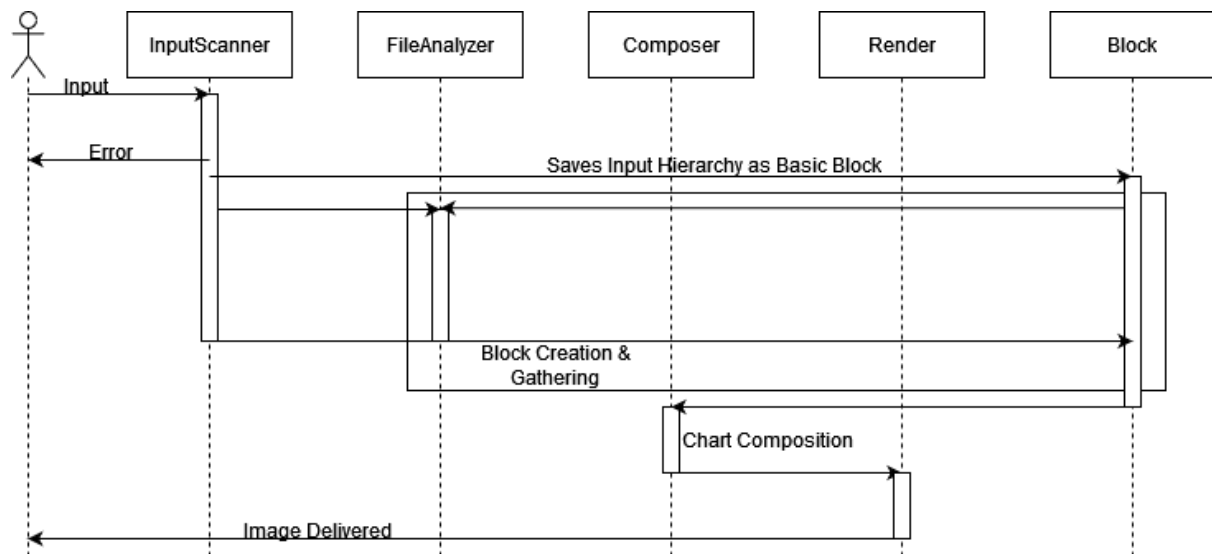 InputScanner
FileAnalyzer
Composer
Render
Block
Input
Error
Saves Input Hierarchy as Basic Block
Block Creation &
Gathering
Chart Composition
Image Delivered